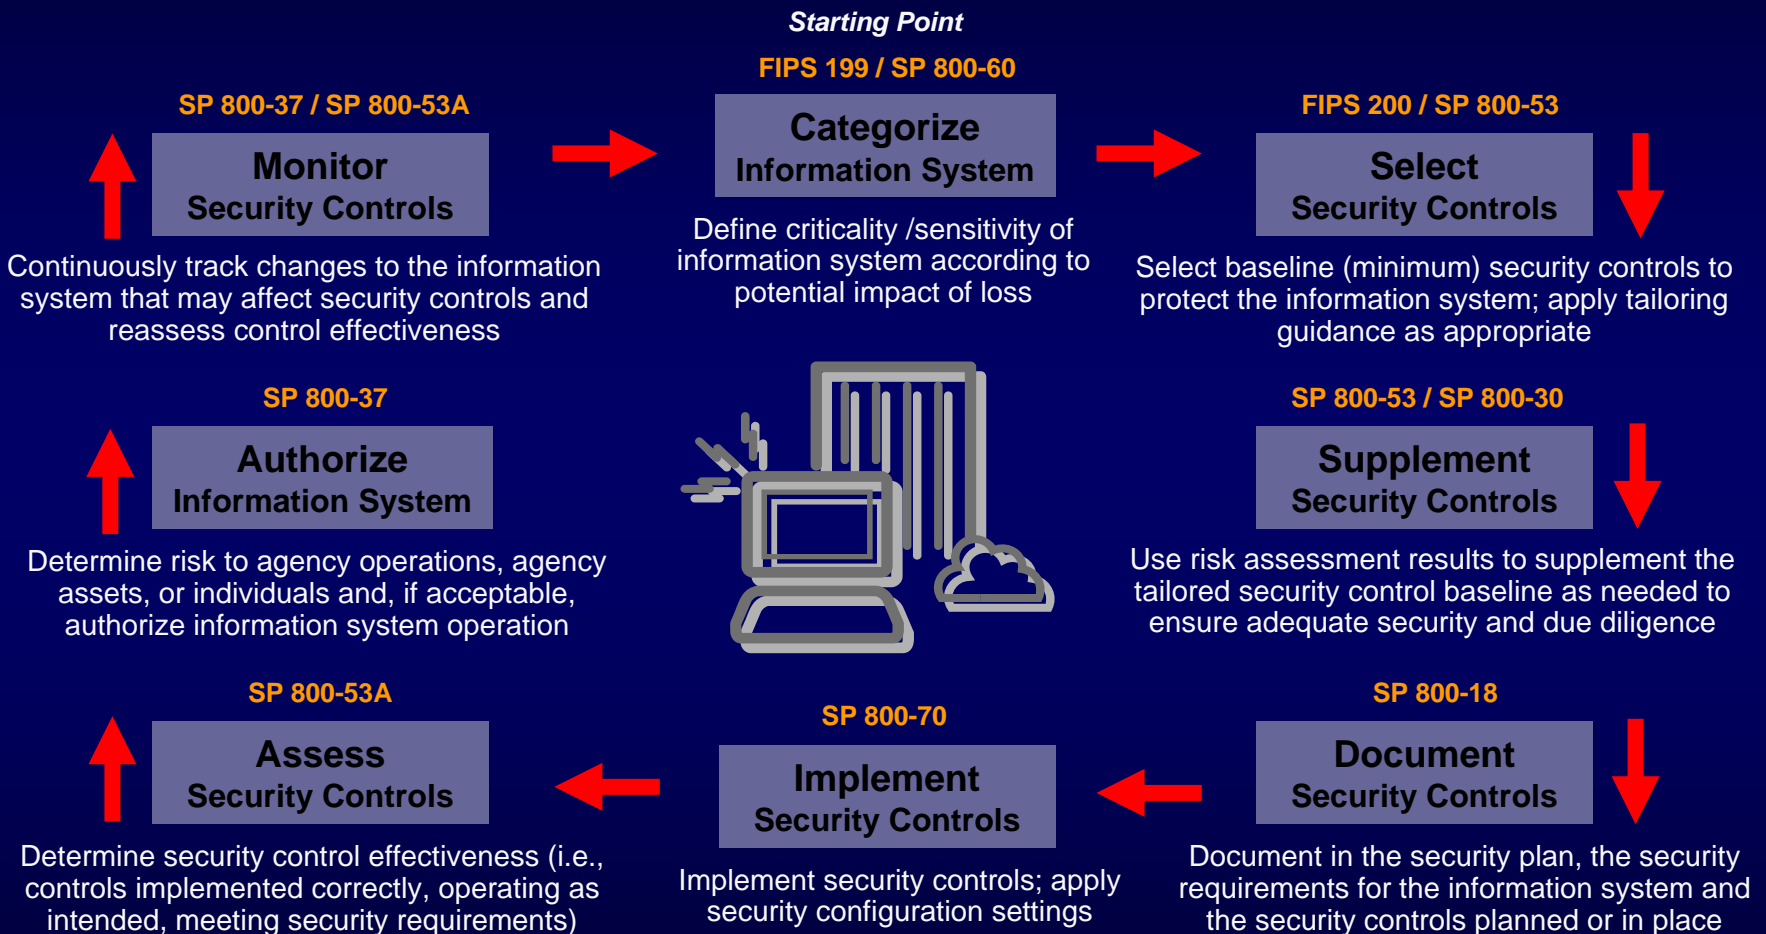 Starting Point
FIPS 199 / SP 800-60
Categorize
Information System
Define criticality /sensitivity of
information system according to
potential impact of loss
FIPS 200 / SP 800-53
Select
Security Controls
Select baseline (minimum) security controls to
protect the information system; apply tailoring
guidance as appropriate
SP 800-53 / SP 800-30
Supplement
Security Controls
Use risk assessment results to supplement the
tailored security control baseline as needed to
ensure adequate security and due diligence
SP 800-18
Document
Security Controls
Document in the security plan, the security
requirements for the information system and
the security controls planned or in place
SP 800-70
Implement
Security Controls
Implement security controls; apply
security configuration settings
SP 800-53A
Assess
Security Controls
Determine security control effectiveness (i.e.,
controls implemented correctly, operating as
intended, meeting security requirements)
SP 800-37
Authorize
Information System
Determine risk to agency operations, agency
assets, or individuals and, if acceptable,
authorize information system operation
SP 800-37 / SP 800-53A
Monitor
Security Controls
Continuously track changes to the information
system that may affect security controls and
reassess control effectiveness